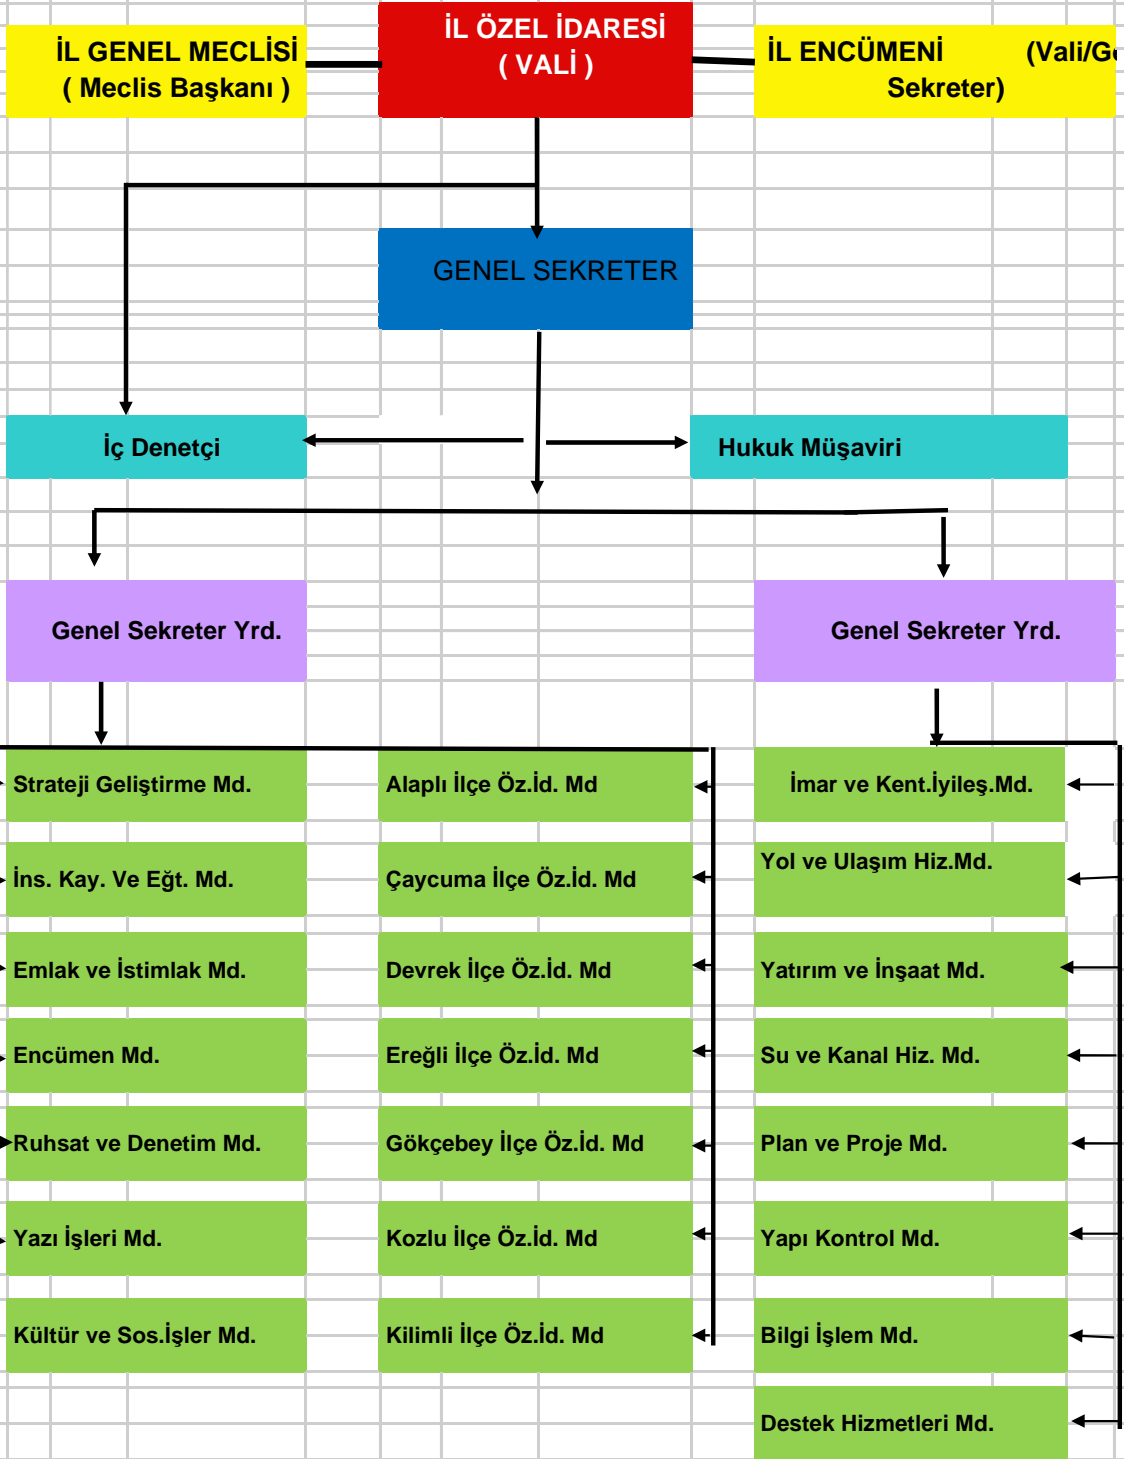 İL GENEL MECLİSİ
( Meclis Başkanı )
İL ÖZEL İDARESİ
( VALİ )
İL ENCÜMENİ (Vali/
Sekreter)
GENEL SEKRETER
İç Denetçi
Hukuk Müşaviri
Genel Sekreter Yrd.
Genel Sekreter Yrd.
Strateji Geliştirme Md.
Alaplı İlçe Öz.İd. Md
İmar ve Kent.İyileş.Md.
İns. Kay. Ve Eğt. Md.
Çaycuma İlçe Öz.İd. Md
Yol ve Ulaşım Hiz.Md.
Emlak ve İstimlak Md.
Devrek İlçe Öz.İd. Md
Yatırım ve İnşaat Md.
Encümen Md.
Ereğli İlçe Öz.İd. Md
Su ve Kanal Hiz. Md.
Ruhsat ve Denetim Md.
Gökçebey İlçe Öz.İd. Md
Plan ve Proje Md.
Yazı İşleri Md.
Kozlu İlçe Öz.İd. Md
Yapı Kontrol Md.
Kültür ve Sos.İşler Md.
Kilimli İlçe Öz.İd. Md
Bilgi İşlem Md.
Destek Hizmetleri Md.